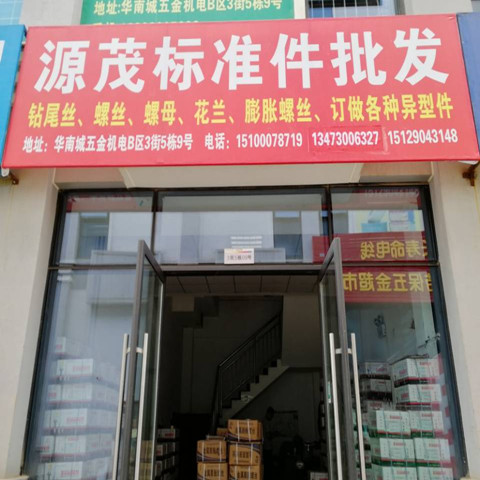 地址:华南城五金机电B区3街5栋9号
源茂标准件批发
钻尾丝、螺丝、螺母、花兰、膨胀螺丝、订做各种异型件
地址：华南城五金机电B区3街5栋9号 电话：15100078719 13473006327 15129043148
寿命电线
保五金超市